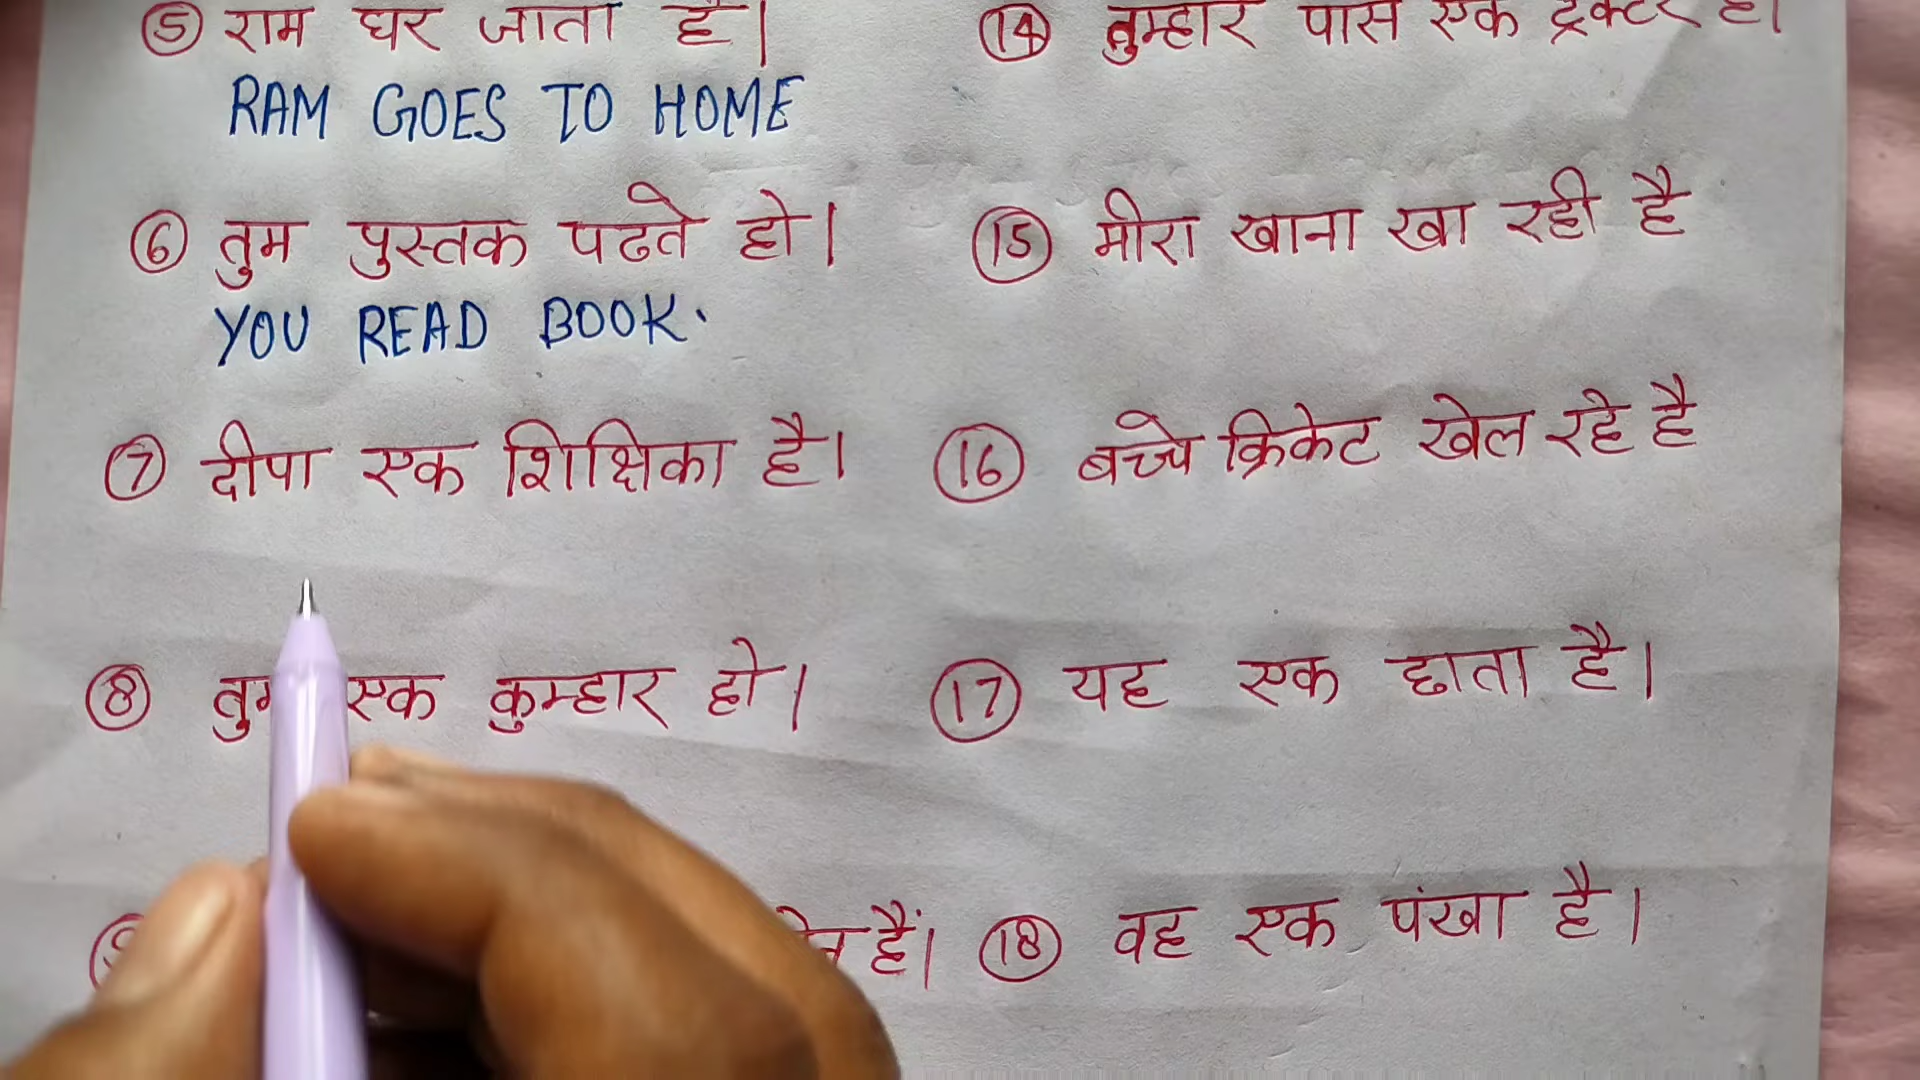 ⑤ राम घर जाता है।
RAM GOES TO HOME
⑥ तुम पुस्तक पढते हो।
YOU READ BOOK.
⑦ दीपा एक शिक्षिका है।
⑧ तुम एक कुम्हार हो।
⑨ हैं।
⑭ तुम्हारे पास एक ट्रेक्टर है।
⑮ मीरा खाना खा रही है
⑯ बच्चे क्रिकेट खेल रहे है
⑰ यह एक छाता है।
⑱ वह एक पंखा है।